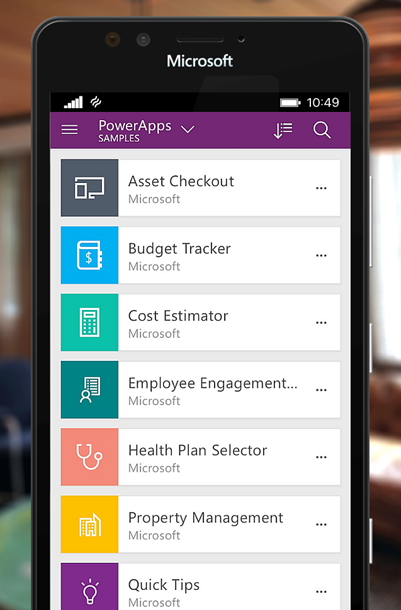 Microsoft
10:49
PowerApps
SAMPLES
Asset Checkout
Microsoft
Budget Tracker
Microsoft
$
Cost Estimator
Microsoft
Employee Engagement...
Microsoft
Health Plan Selector
Microsoft
Property Management
Microsoft
Quick Tips
Microsoft